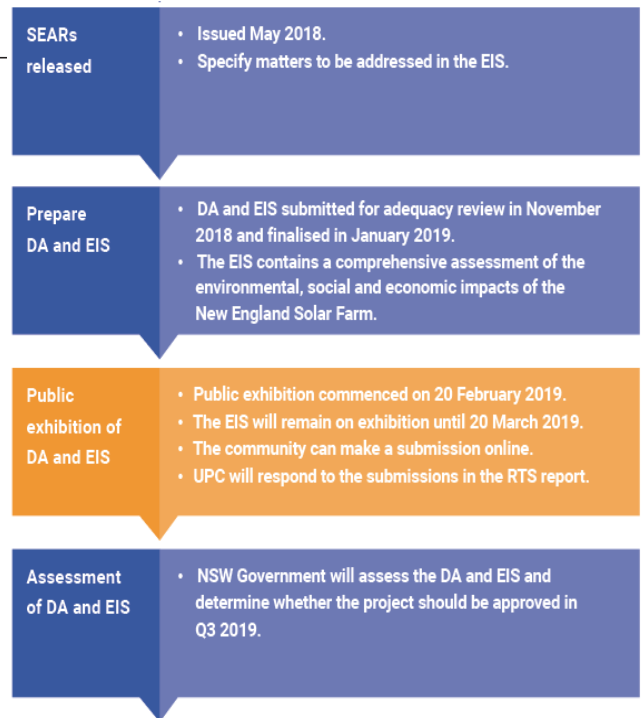 SEARs
released
• Issued May 2018.
• Specify matters to be addressed in the EIS.
Prepare
DA and EIS
• DA and EIS submitted for adequacy review in November
2018 and finalised in January 2019.
• The EIS contains a comprehensive assessment of the
environmental, social and economic impacts of the
New England Solar Farm.
Public
exhibition of
DA and EIS
• Public exhibition commenced on 20 February 2019.
• The EIS will remain on exhibition until 20 March 2019.
• The community can make a submission online.
• UPC will respond to the submissions in the RTS report.
Assessment
of DA and EIS
• NSW Government will assess the DA and EIS and
determine whether the project should be approved in
Q3 2019.